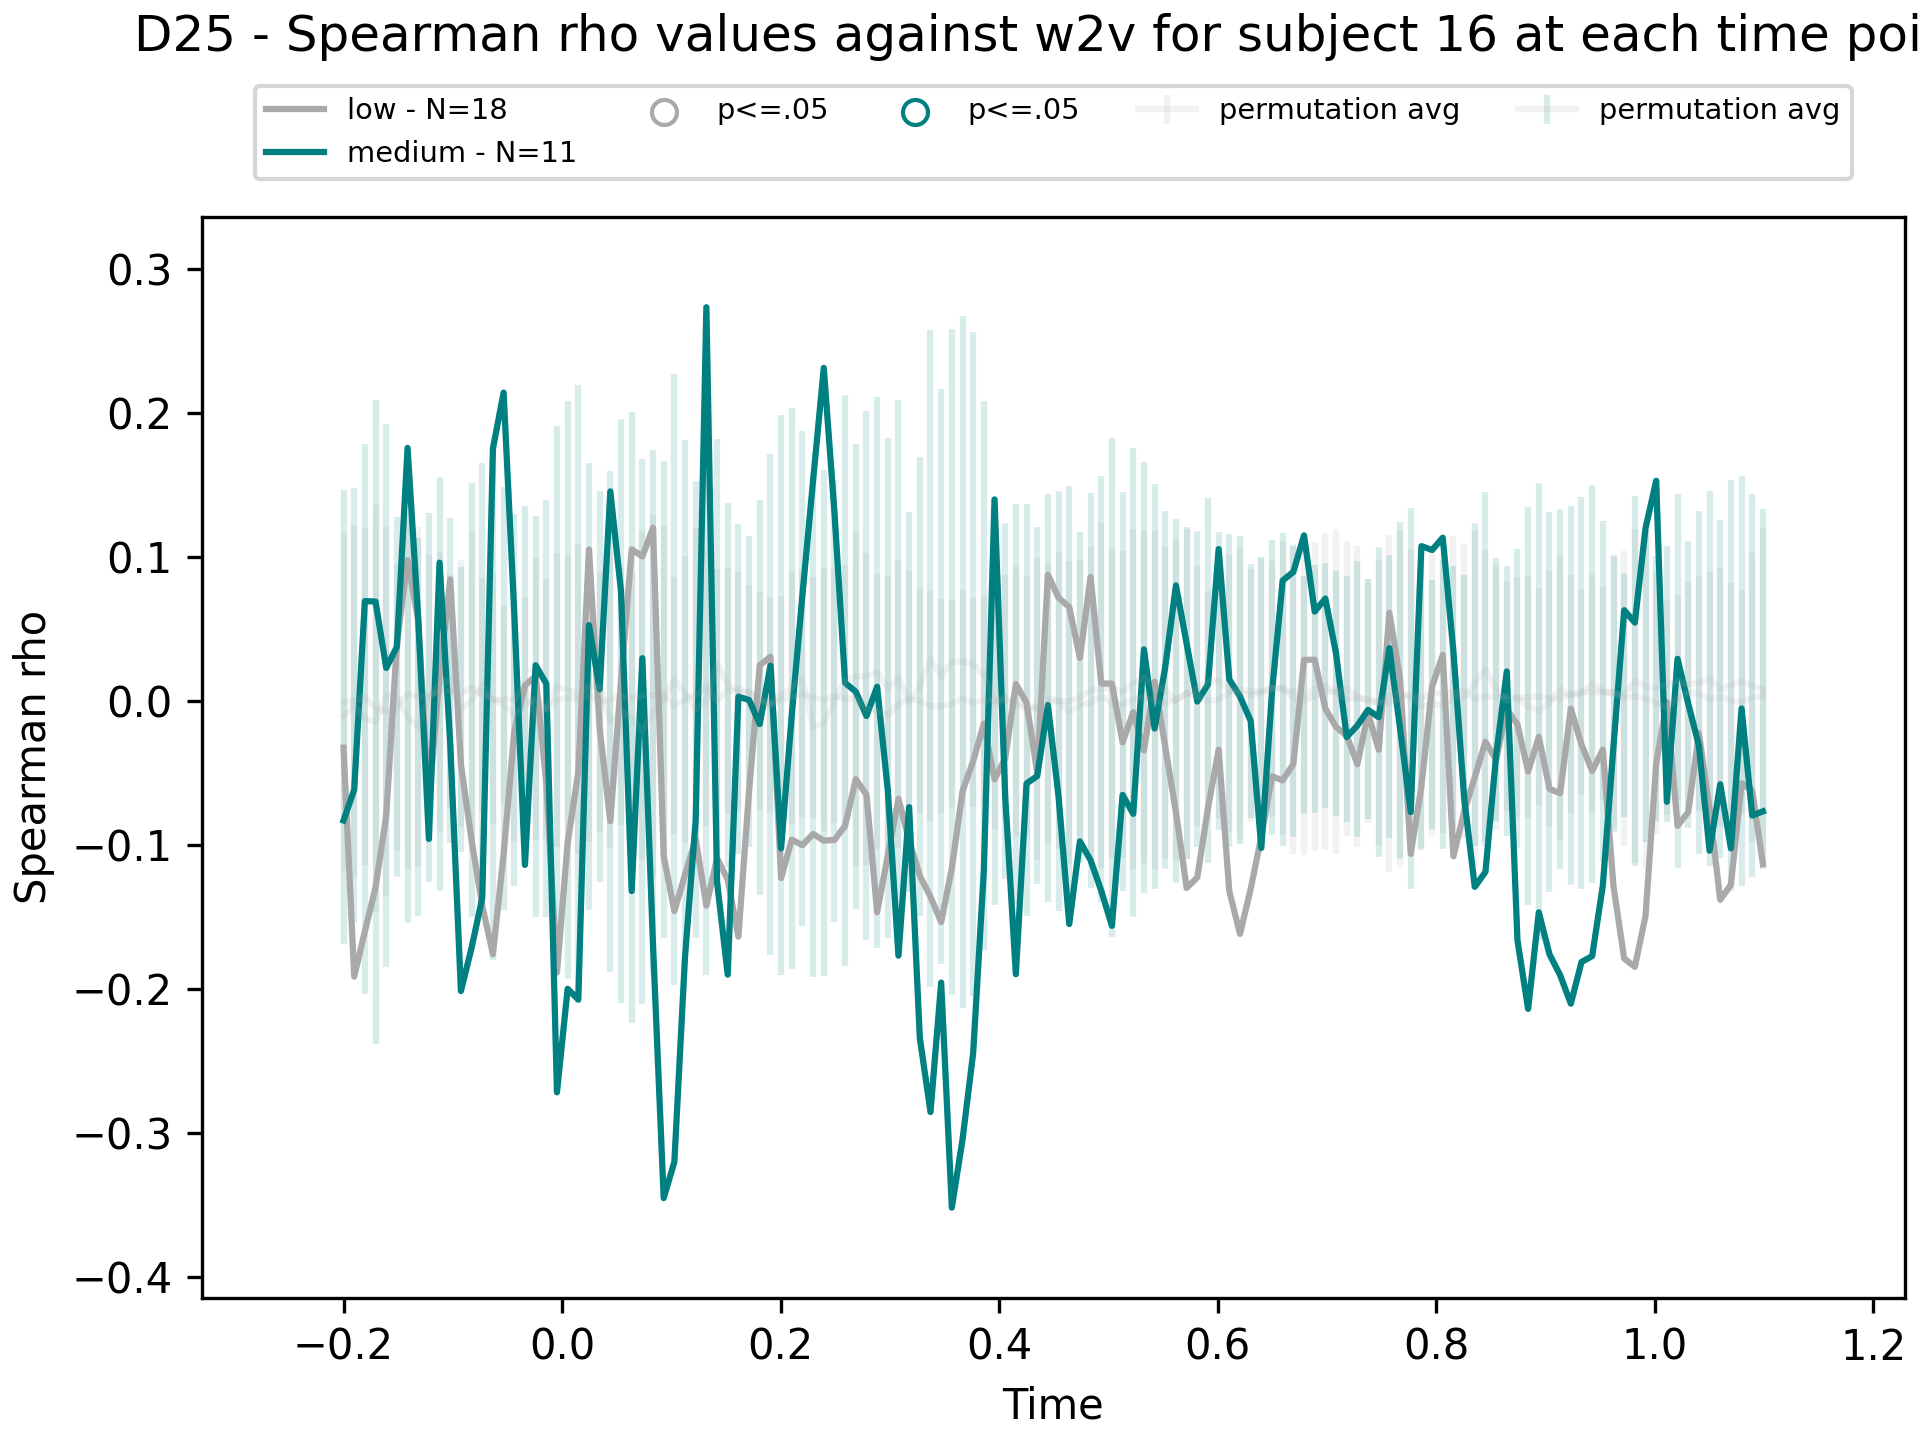 D25 - Spearman rho values against w2v for subject 16 at each time poi
low - N=18
medium - N=11
p<=.05
p<=.05
permutation avg
permutation avg
Spearman rho
0.3
0.2
0.1
0.0
−0.1
−0.2
−0.3
−0.4
−0.2
0.0
0.2
0.4
0.6
0.8
1.0
1.2
Time